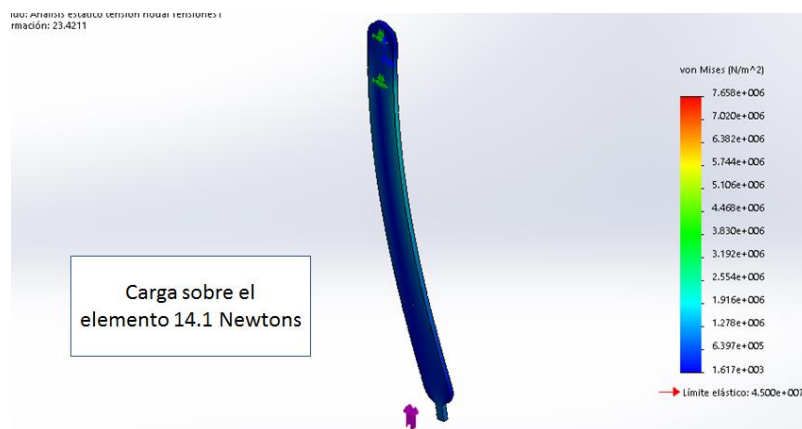 Análisis estático tensión nodal Tensiones1
rmación: 23.4211
von Mises (N/m^2)
7.658e+006
7.020e+006
6.382e+006
5.744e+006
5.106e+006
4.468e+006
3.830e+006
3.192e+006
2.554e+006
1.916e+006
1.278e+006
6.397e+005
1.617e+003
Límite elástico: 4.500e+007
Carga sobre el
elemento 14.1 Newtons